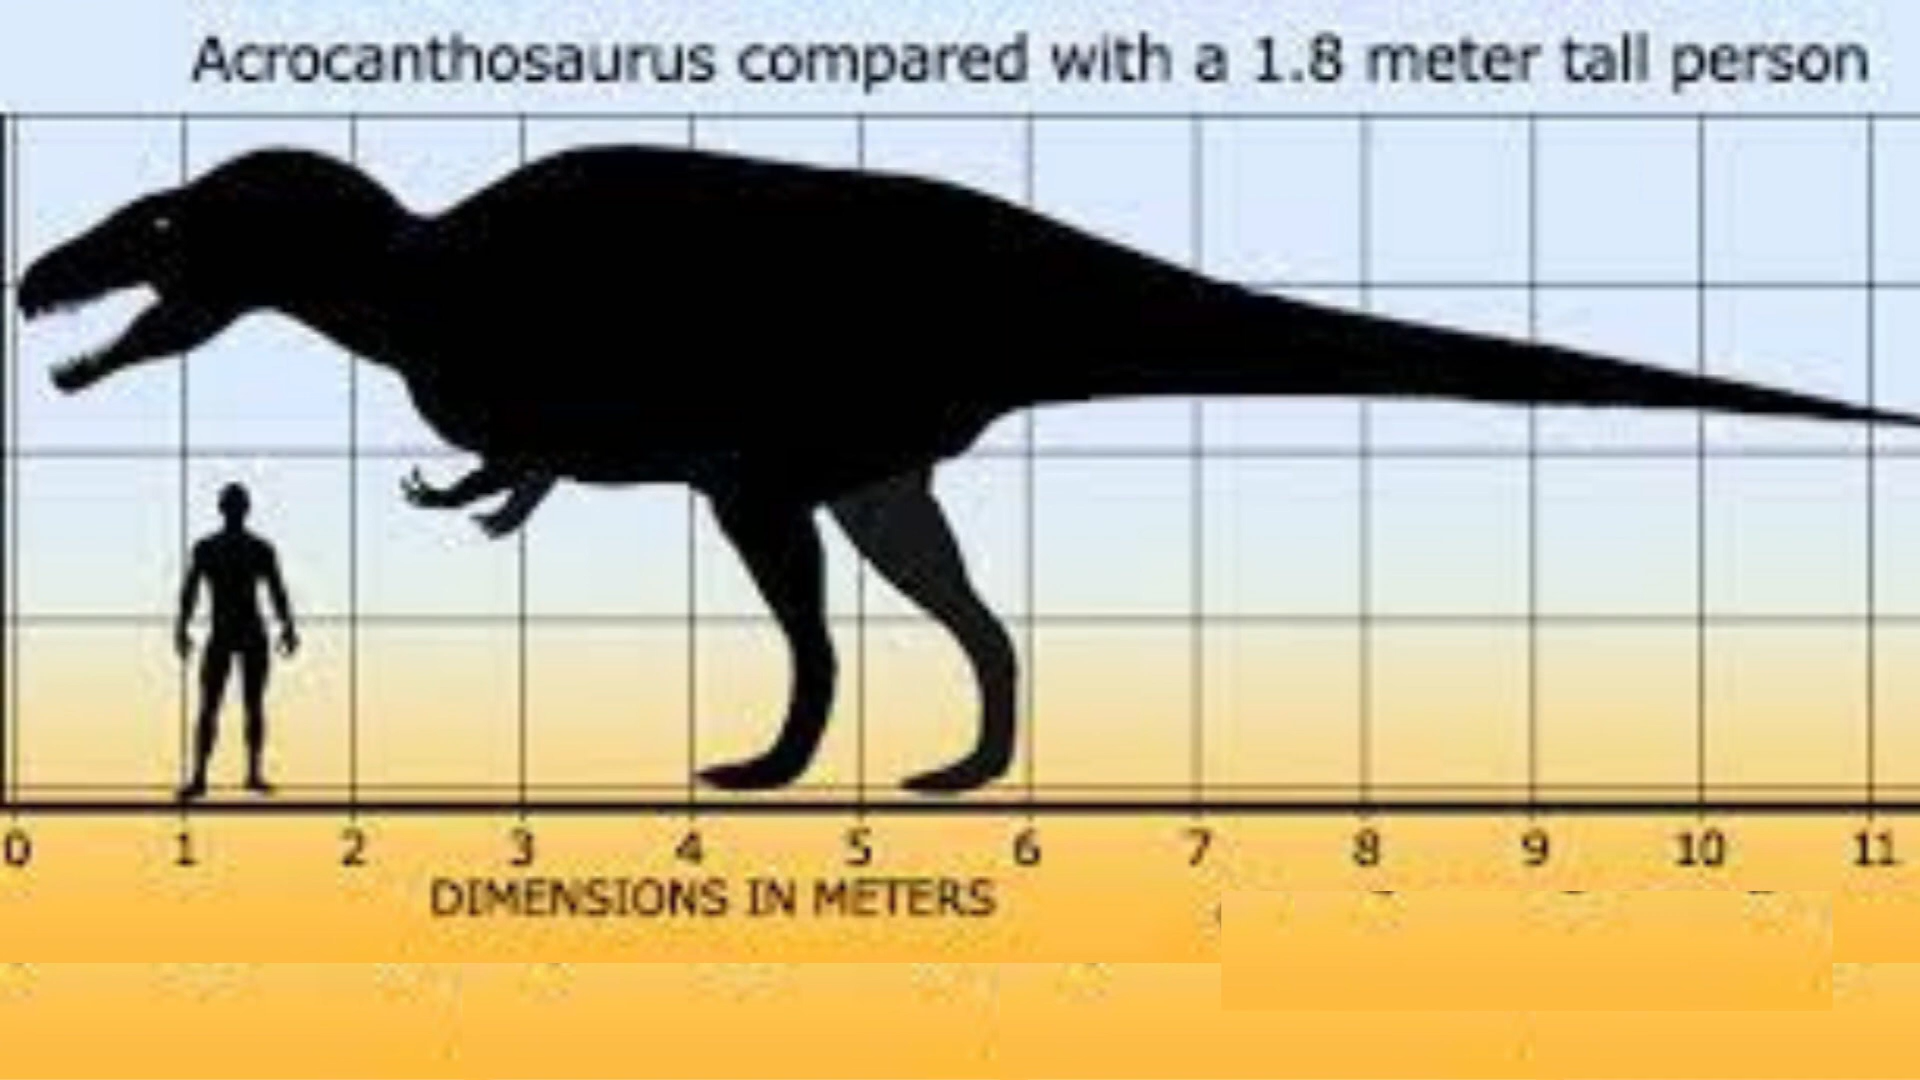 Acrocanthosaurus compared with a 1.8 meter tall person
0 1 2 3 4 5 6 7 8 9 10 11
DIMENSIONS IN METERS